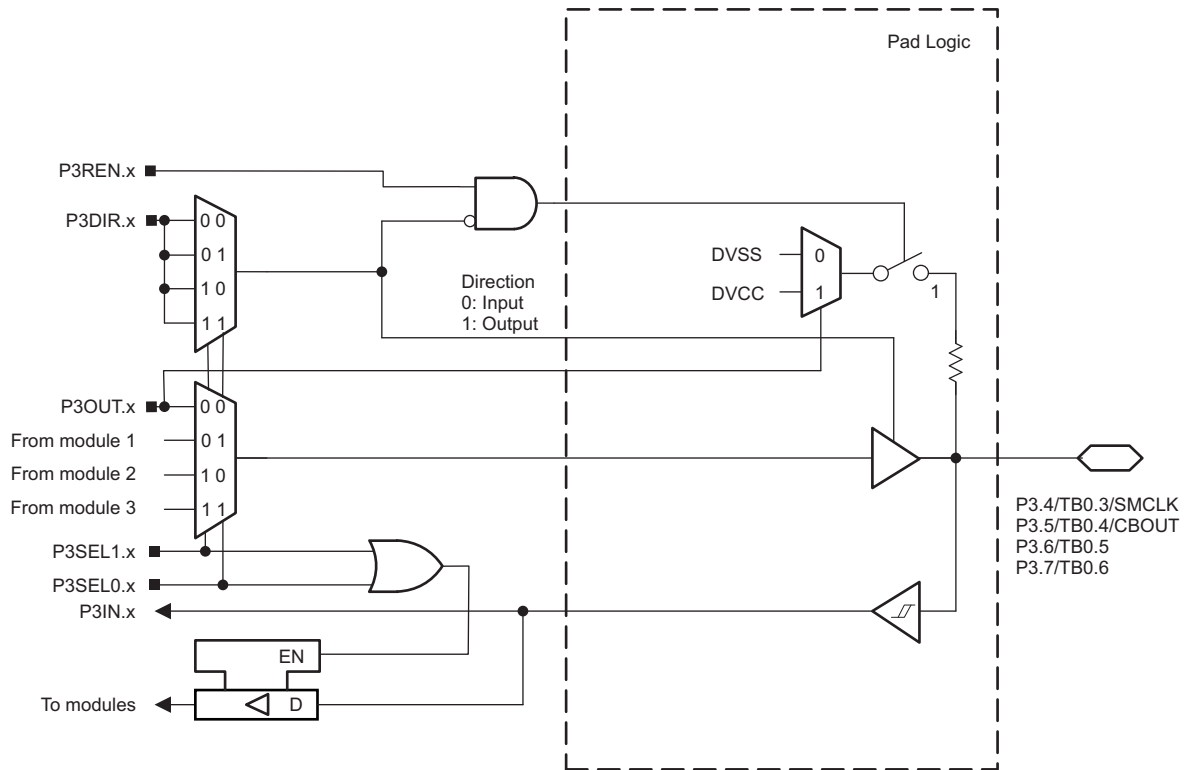 Pad Logic
P3REN.x
P3DIR.x
0 0
0 1
1 0
1 1
Direction
0: Input
1: Output
DVSS
DVCC
0
1
1
P3OUT.x
From module 1
From module 2
From module 3
0 0
0 1
1 0
1 1
P3SEL1.x
P3SEL0.x
P3IN.x
EN
To modules
D
P3.4/TB0.3/SMCLK
P3.5/TB0.4/CBOUT
P3.6/TB0.5
P3.7/TB0.6